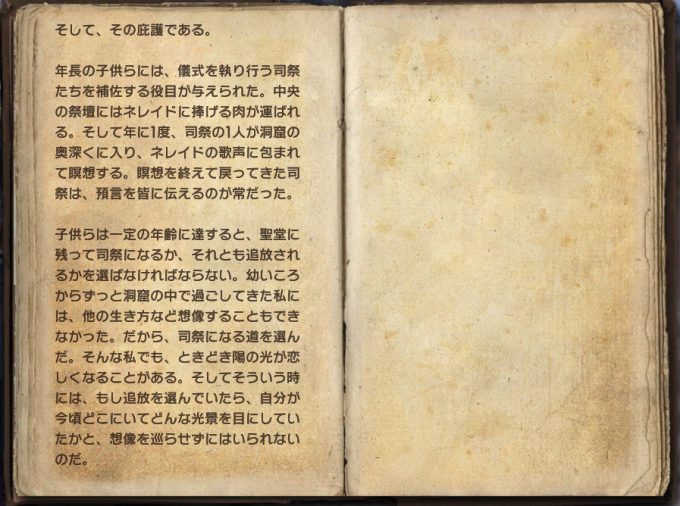 そして、その庇護である。
年長の子供らには、儀式を執り行う司祭
たちを補佐する役目が与えられた。中央
の祭壇にはネレイドに捧げる肉が運ばれ
る。そして年に1度、司祭の1人が洞窟の
奥深くに入り、ネレイドの歌声に包まれ
て瞑想する。瞑想を終えて戻ってきた司
祭は、預言を皆に伝えるのが常だった。
子供らは一定の年齢に達すると、聖堂に
残って司祭になるか、それとも追放され
るかを選ばなければならない。幼いころ
からずっと洞窟の中で過ごしてきた私に
は、他の生き方など想像することもでき
なかった。だから、司祭になる道を選ん
だ。そんな私でも、ときどき陽の光が恋
しくなることがある。そしてそういう時
には、もし追放を選んでいたら、自分が
今頃どこにいてどんな光景を目にしてい
たかと、想像を巡らせずにはいられない
のだ。